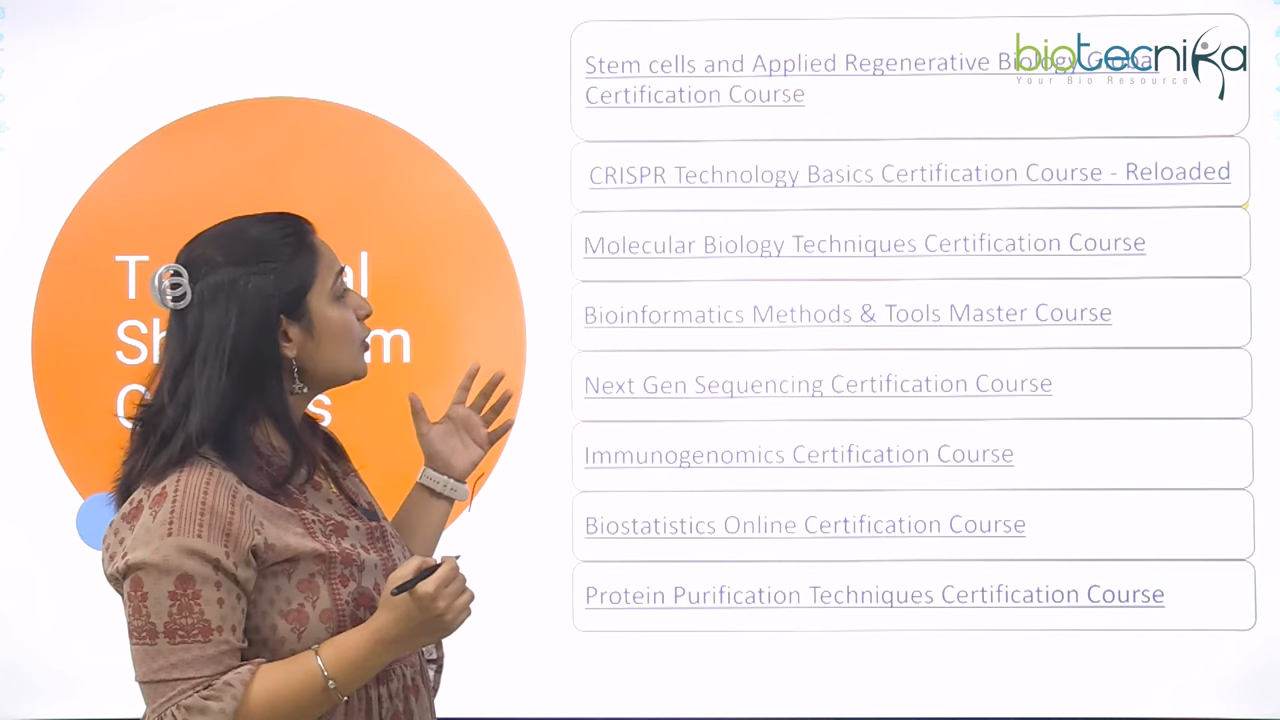 biotecnika
Your Bio Resource
Stem cells and Applied Regenerative Biology Global
Certification Course
CRISPR Technology Basics Certification Course - Reloaded
Molecular Biology Techniques Certification Course
Bioinformatics Methods & Tools Master Course
Next Gen Sequencing Certification Course
Immunogenomics Certification Course
Biostatistics Online Certification Course
Protein Purification Techniques Certification Course